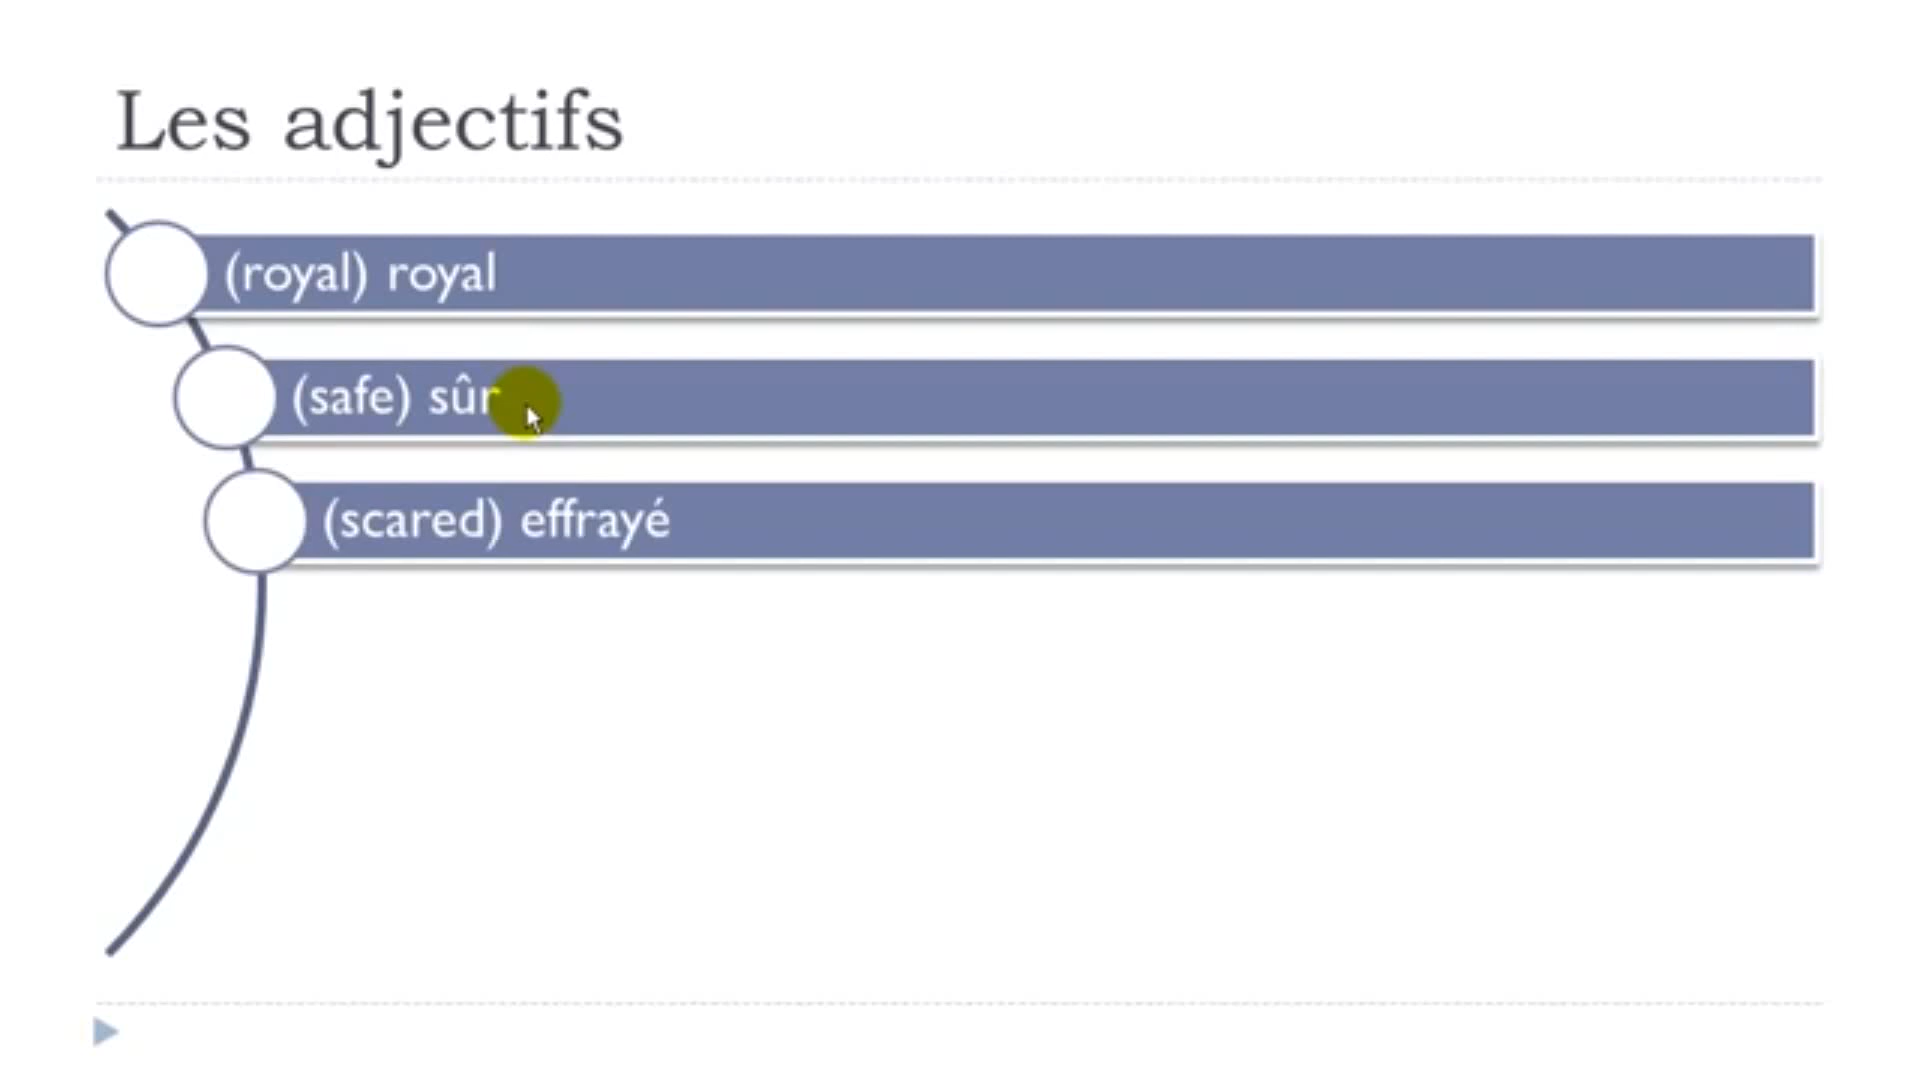 Les adjectifs
(royal) royal
(safe) sûr
(scared) effrayé